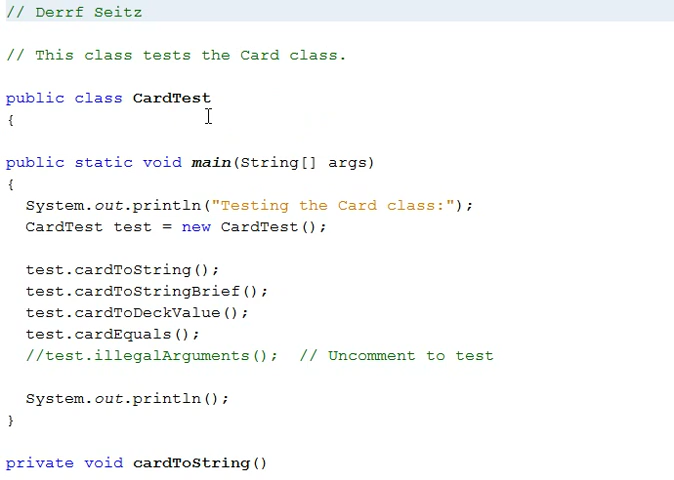 // Derrf Seitz
// This class tests the Card class.
public class CardTest
{
public static void main(String[] args)
{
System.out.println("Testing the Card class:");
CardTest test = new CardTest();
test.cardToString();
test.cardToStringBrief();
test.cardToDeckValue();
test.cardEquals();
//test.illegalArguments();  // Uncomment to test
System.out.println();
}
private void cardToString()